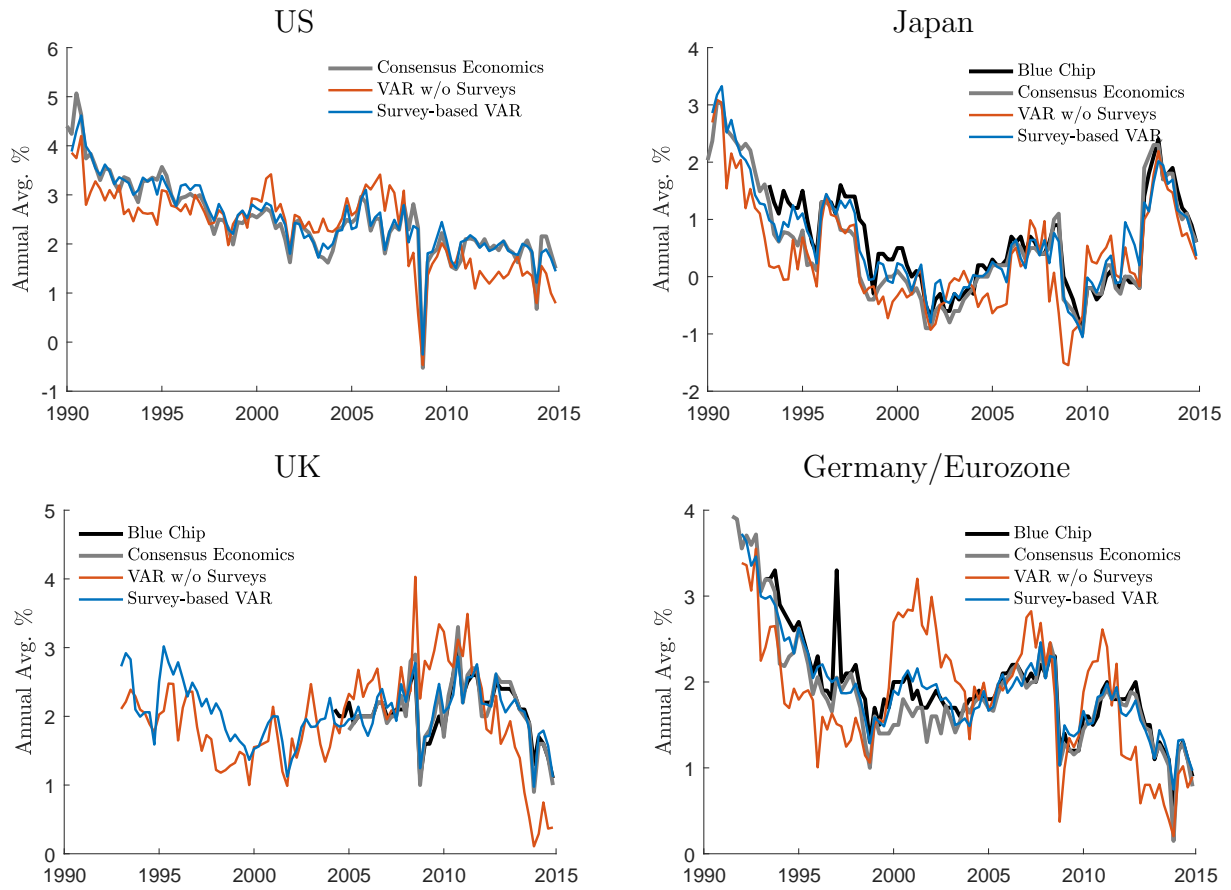 US
Annual Avg. %
6
5
4
3
2
1
0
-1
1990 1995 2000 2005 2010 2015
Consensus Economics
VAR w/o Surveys
Survey-based VAR
Japan
Annual Avg. %
4
3
2
1
0
-1
-2
1990 1995 2000 2005 2010 2015
Blue Chip
Consensus Economics
VAR w/o Surveys
Survey-based VAR
UK
Annual Avg. %
5
4
3
2
1
0
1990 1995 2000 2005 2010 2015
Blue Chip
Consensus Economics
VAR w/o Surveys
Survey-based VAR
Germany/Eurozone
Annual Avg. %
4
3
2
1
0
1990 1995 2000 2005 2010 2015
Blue Chip
Consensus Economics
VAR w/o Surveys
Survey-based VAR